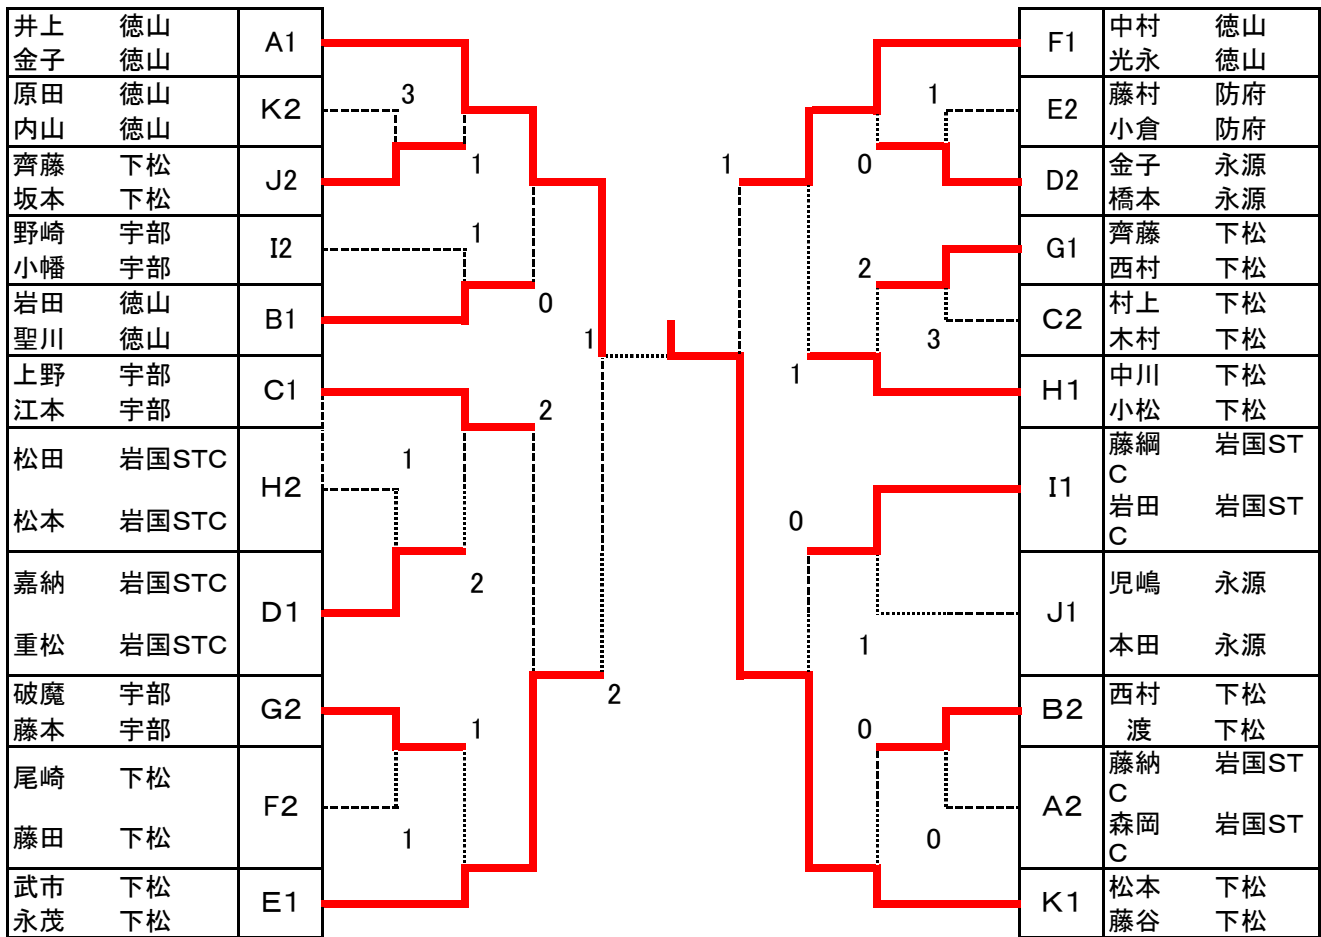 井上 徳山
金子 徳山
A1
原田 徳山
内山 徳山
K2
齊藤 下松
坂本 下松
J2
野崎 宇部
小幡 宇部
I2
岩田 徳山
聖川 徳山
B1
上野 宇部
江本 宇部
C1
松田 岩国STC
松本 岩国STC
H2
嘉納 岩国STC
重松 岩国STC
D1
破魔 宇部
藤本 宇部
G2
尾崎 下松
藤田 下松
F2
武市 下松
永茂 下松
E1
3
1
1
0
1
2
1
2
2
1
1
1
1
0
2
3
1
0
1
0
0
F1
中村 徳山
光永 徳山
E2
藤村 防府
小倉 防府
D2
金子 永源
橋本 永源
G1
齊藤 下松
西村 下松
C2
村上 下松
木村 下松
H1
中川 下松
小松 下松
I1
藤綱 岩国ST
C
岩田 岩国ST
C
J1
児嶋 永源
本田 永源
B2
西村 下松
渡 下松
A2
藤納 岩国ST
C
森岡 岩国ST
C
K1
松本 下松
藤谷 下松